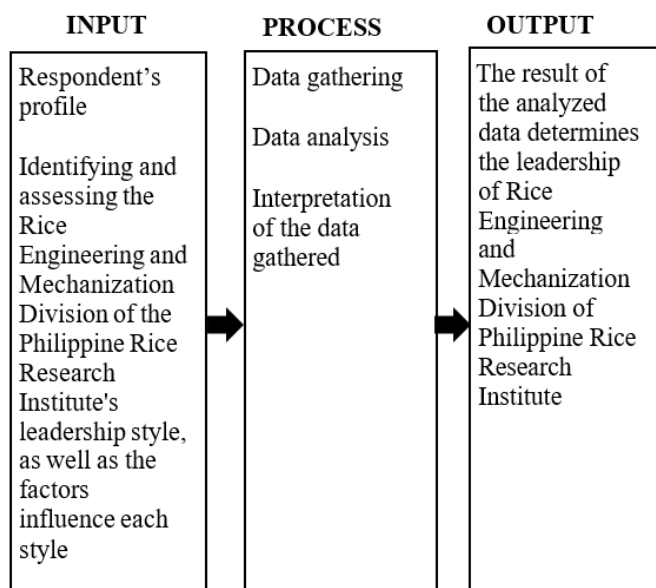 INPUT
Respondent’s
profile
Identifying and
assessing the
Rice
Engineering and
Mechanization
Division of the
Philippine Rice
Research
Institute's
leadership style,
as well as the
factors
influence each
style
PROCESS
Data gathering
Data analysis
Interpretation
of the data
gathered
OUTPUT
The result of
the analyzed
data determines
the leadership
of Rice
Engineering
and
Mechanization
Division of
Philippine Rice
Research
Institute